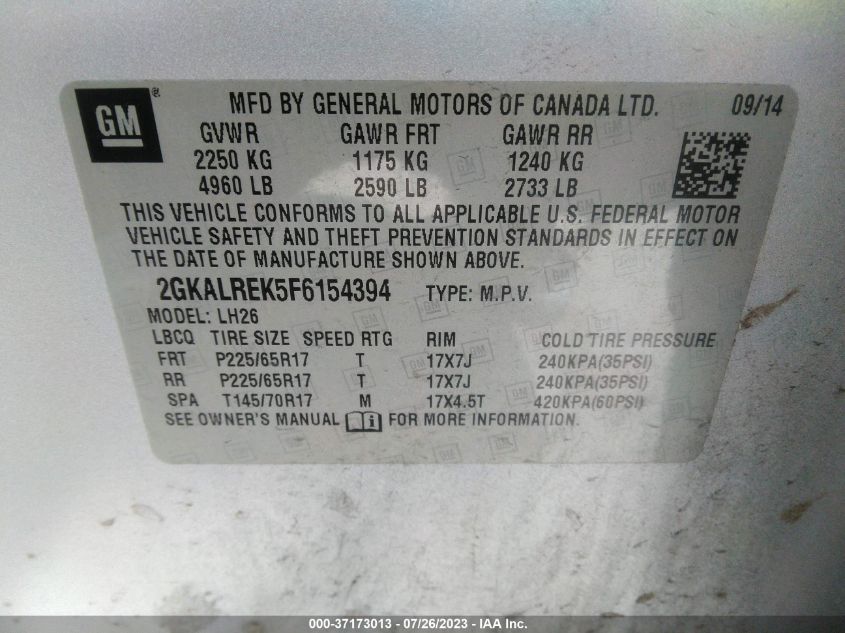 GM ®
MFD BY GENERAL MOTORS OF CANADA LTD. 09/14
GVWR GAWR FRT GAWR RR
2250 KG 1175 KG 1240 KG
4960 LB 2590 LB 2733 LB
THIS VEHICLE CONFORMS TO ALL APPLICABLE U.S. FEDERAL MOTOR
VEHICLE SAFETY AND THEFT PREVENTION STANDARDS IN EFFECT ON
THE DATE OF MANUFACTURE SHOWN ABOVE.
2GKALREK5F6154394 TYPE: M.P.V.
MODEL: LH26
LBCQ TIRE SIZE SPEED RTG RIM COLD TIRE PRESSURE
FRT P225/65R17 T 17X7J 240KPA(35PSI)
RR P225/65R17 T 17X7J 240KPA(35PSI)
SPA T145/70R17 M 17X4.5T 420KPA(60PSI)
SEE OWNER'S MANUAL FOR MORE INFORMATION.
000-37173013 - 07/26/2023 - IAA Inc.